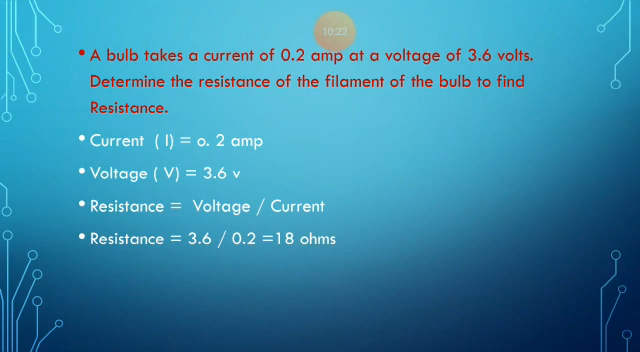 10:22
• A bulb takes a current of 0.2 amp at a voltage of 3.6 volts.
Determine the resistance of the filament of the bulb to find
Resistance.
• Current ( I) = o. 2 amp
• Voltage ( V) = 3.6 v
• Resistance = Voltage / Current
• Resistance = 3.6 / 0.2 =18 ohms